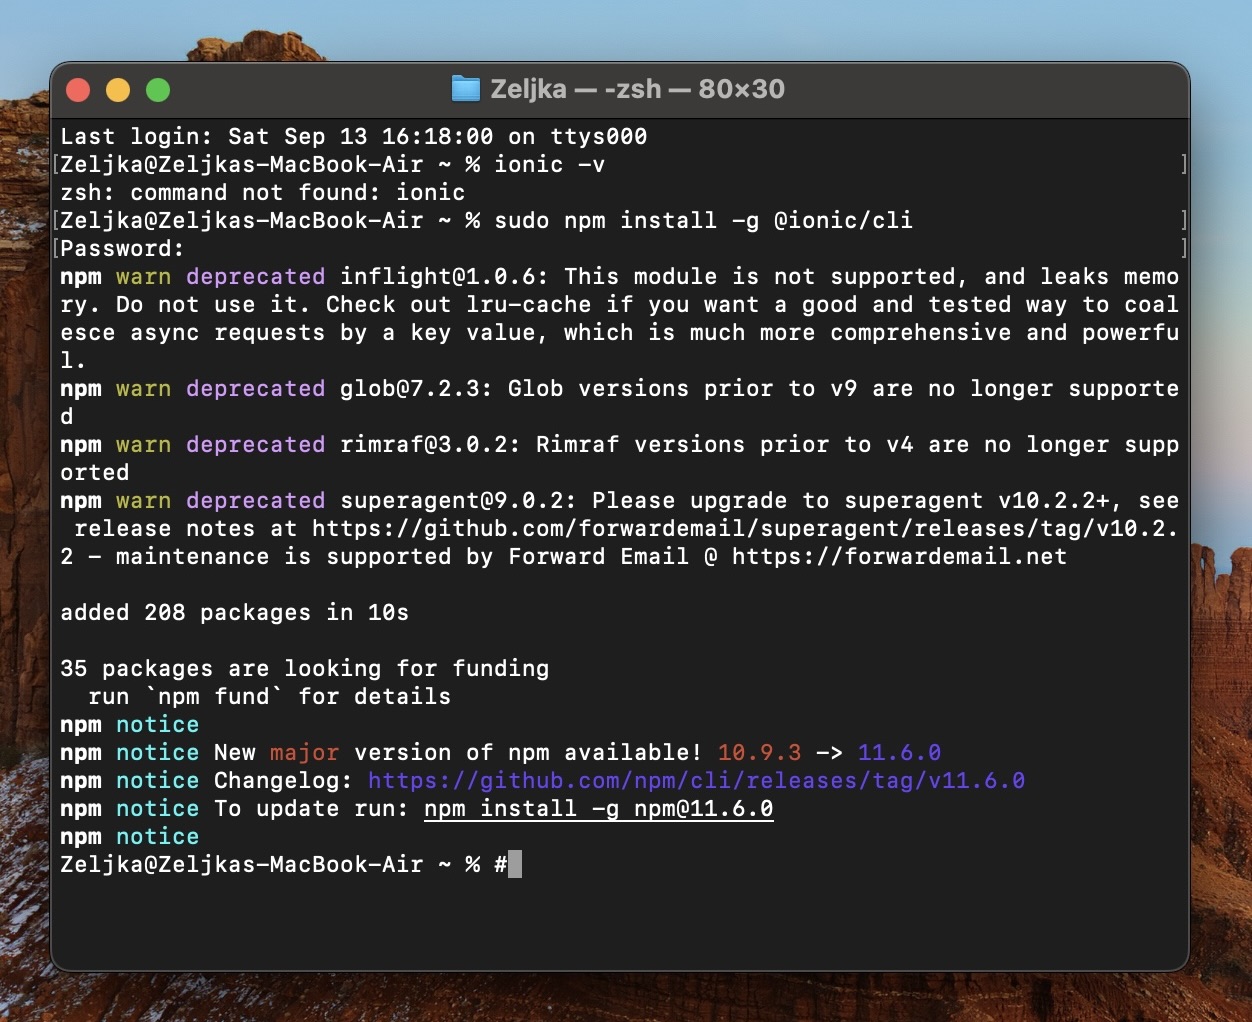 Zeljka — -zsh — 80×30
Last login: Sat Sep 13 16:18:00 on ttys000
[Zeljka@Zeljkas-MacBook-Air ~ % ionic -v ]
zsh: command not found: ionic
[Zeljka@Zeljkas-MacBook-Air ~ % sudo npm install -g @ionic/cli ]
[Password: ]
npm warn deprecated inflight@1.0.6: This module is not supported, and leaks memo
ry. Do not use it. Check out lru-cache if you want a good and tested way to coal
esce async requests by a key value, which is much more comprehensive and powerfu
l.
npm warn deprecated glob@7.2.3: Glob versions prior to v9 are no longer supporte
d
npm warn deprecated rimraf@3.0.2: Rimraf versions prior to v4 are no longer supp
orted
npm warn deprecated superagent@9.0.2: Please upgrade to superagent v10.2.2+, see
 release notes at https://github.com/forwardemail/superagent/releases/tag/v10.2.
2 - maintenance is supported by Forward Email @ https://forwardemail.net
added 208 packages in 10s
35 packages are looking for funding
  run `npm fund` for details
npm notice
npm notice New major version of npm available! 10.9.3 -> 11.6.0
npm notice Changelog: https://github.com/npm/cli/releases/tag/v11.6.0
npm notice To update run: npm install -g npm@11.6.0
npm notice
Zeljka@Zeljkas-MacBook-Air ~ % #